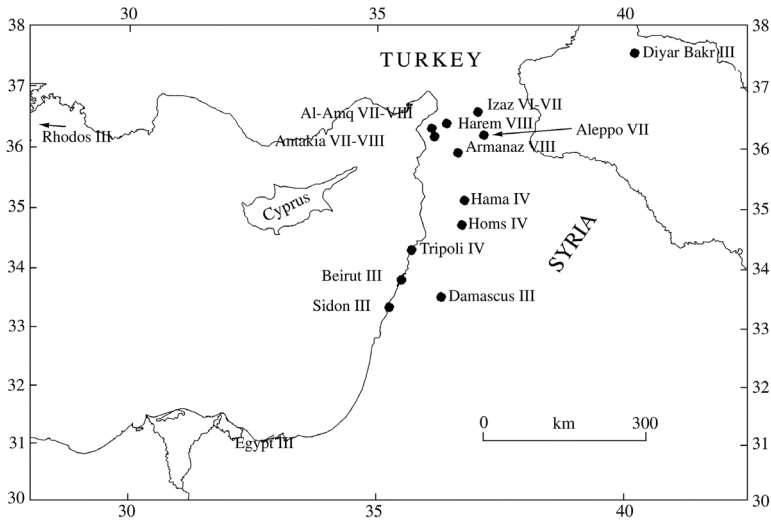 30 35 40
38 38
TURKEY
Diyar Bakr III
37 37
Izaz VI-VII
Al-Amq VII-VIII
Harem VIII
Aleppo VII
Rhodos III
Antakia VII-VIII
Armanaz VIII
36 36
Hama IV
Cyprus
35 35
Homs IV
SYRIA
Tripoli IV
34 34
Beirut III
Damascus III
Sidon III
33 33
32 32
0 km 300
31 31
Egypt III
30 30
30 35 40